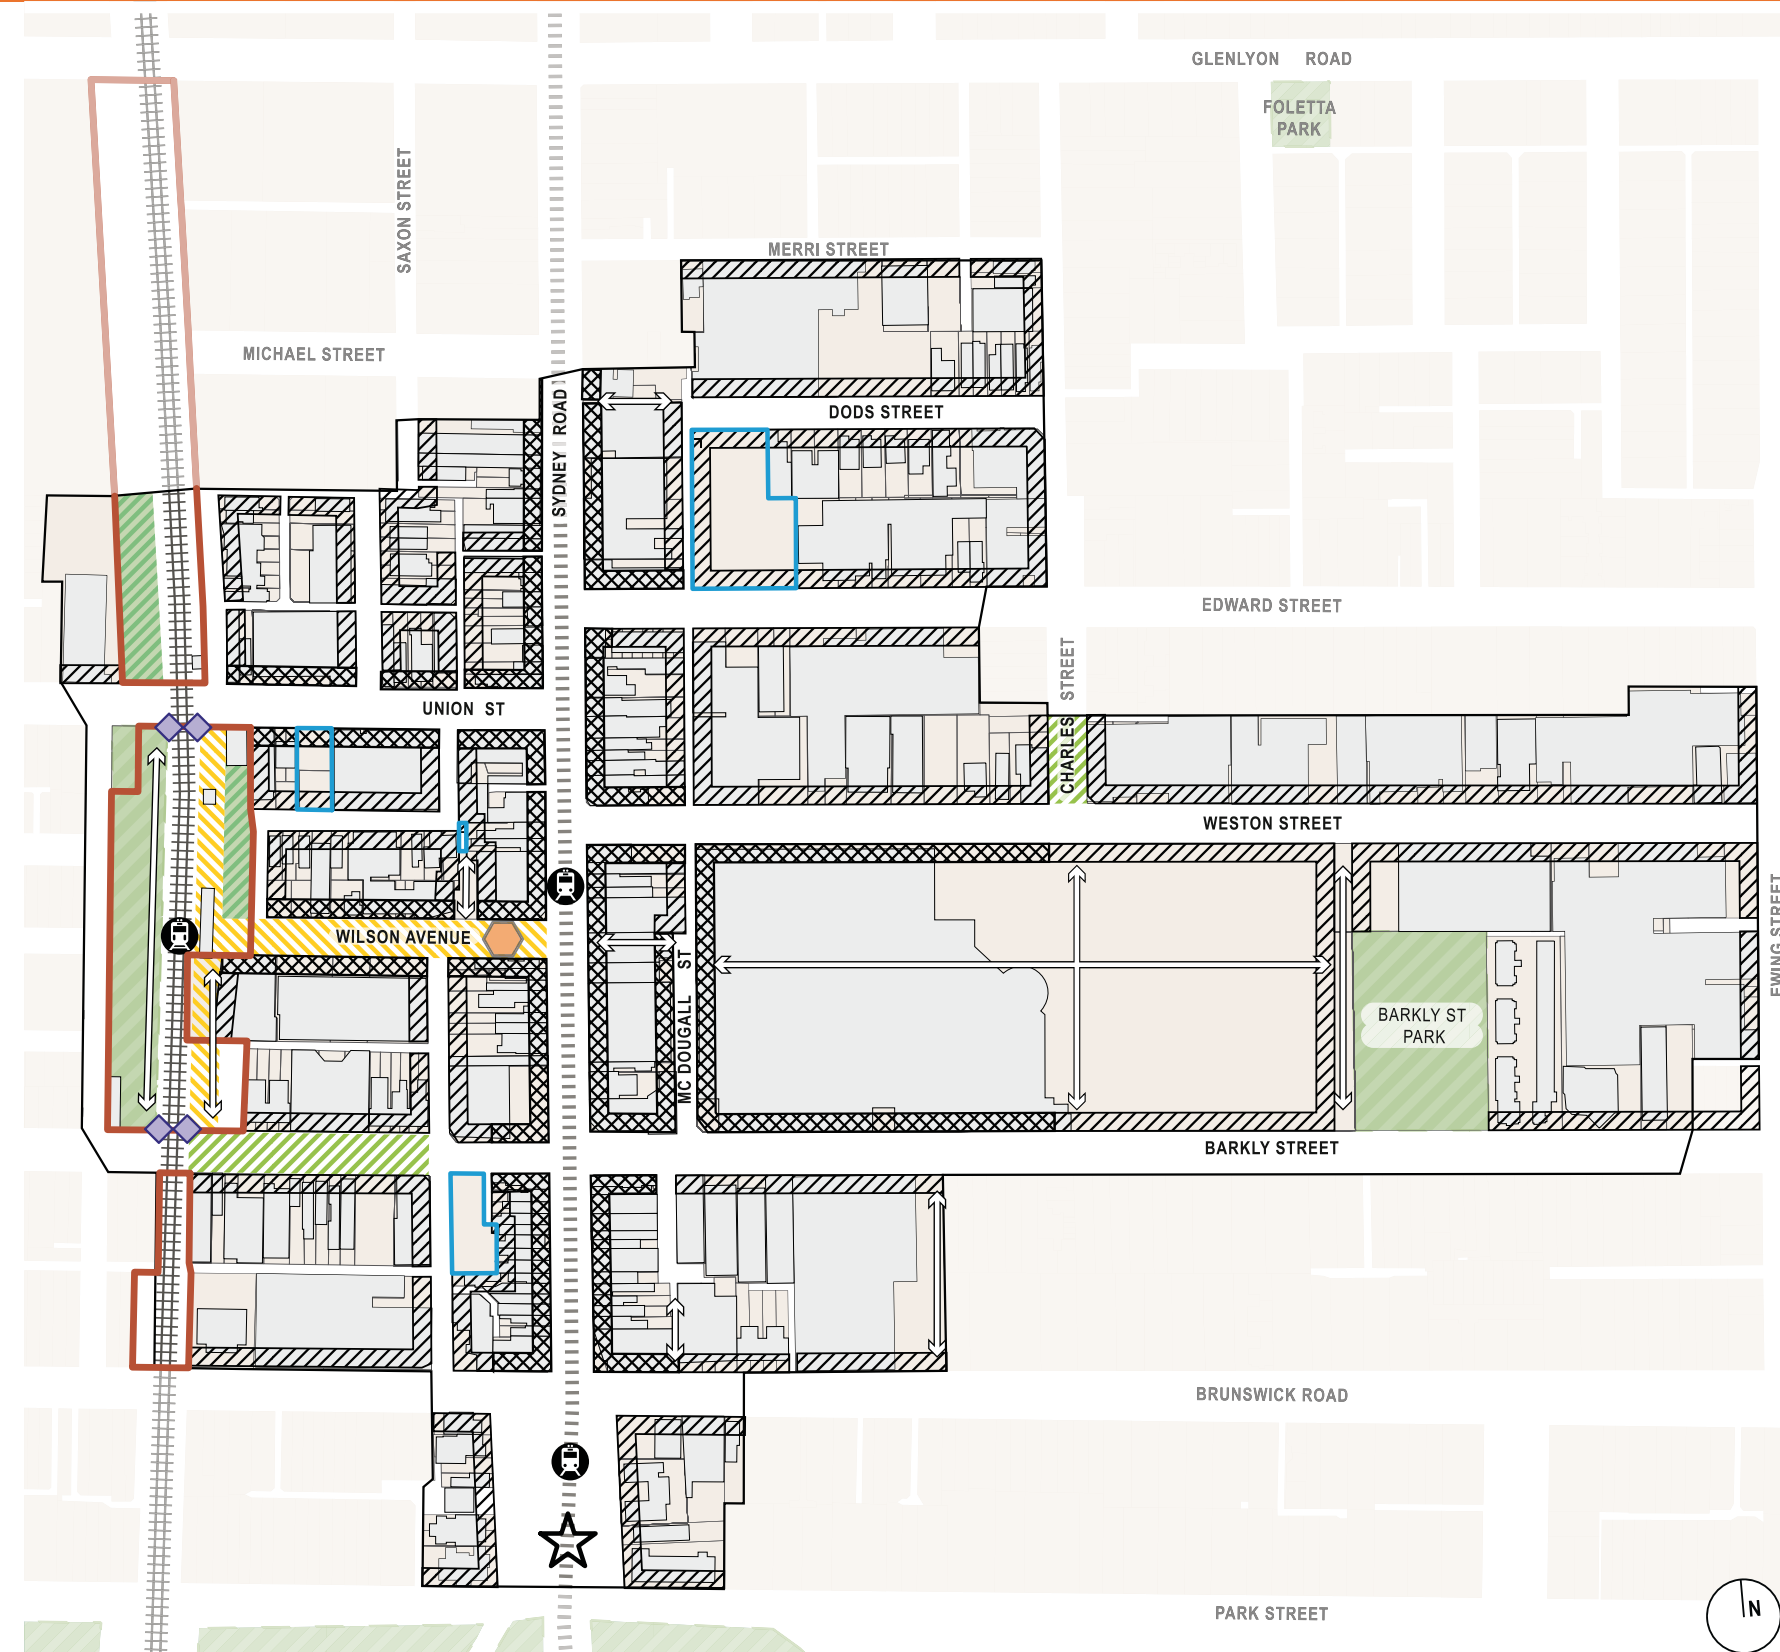 GLENLYON ROAD
FOLETTA
PARK
SAXON STREET
MERRI STREET
MICHAEL STREET
SYDNEY ROAD
DODS STREET
EDWARD STREET
CHARLES STREET
UNION ST
WESTON STREET
EWING STREET
WILSON AVENUE
MC DOUGALL ST
BARKLY ST
PARK
BARKLY STREET
BRUNSWICK ROAD
PARK STREET
N